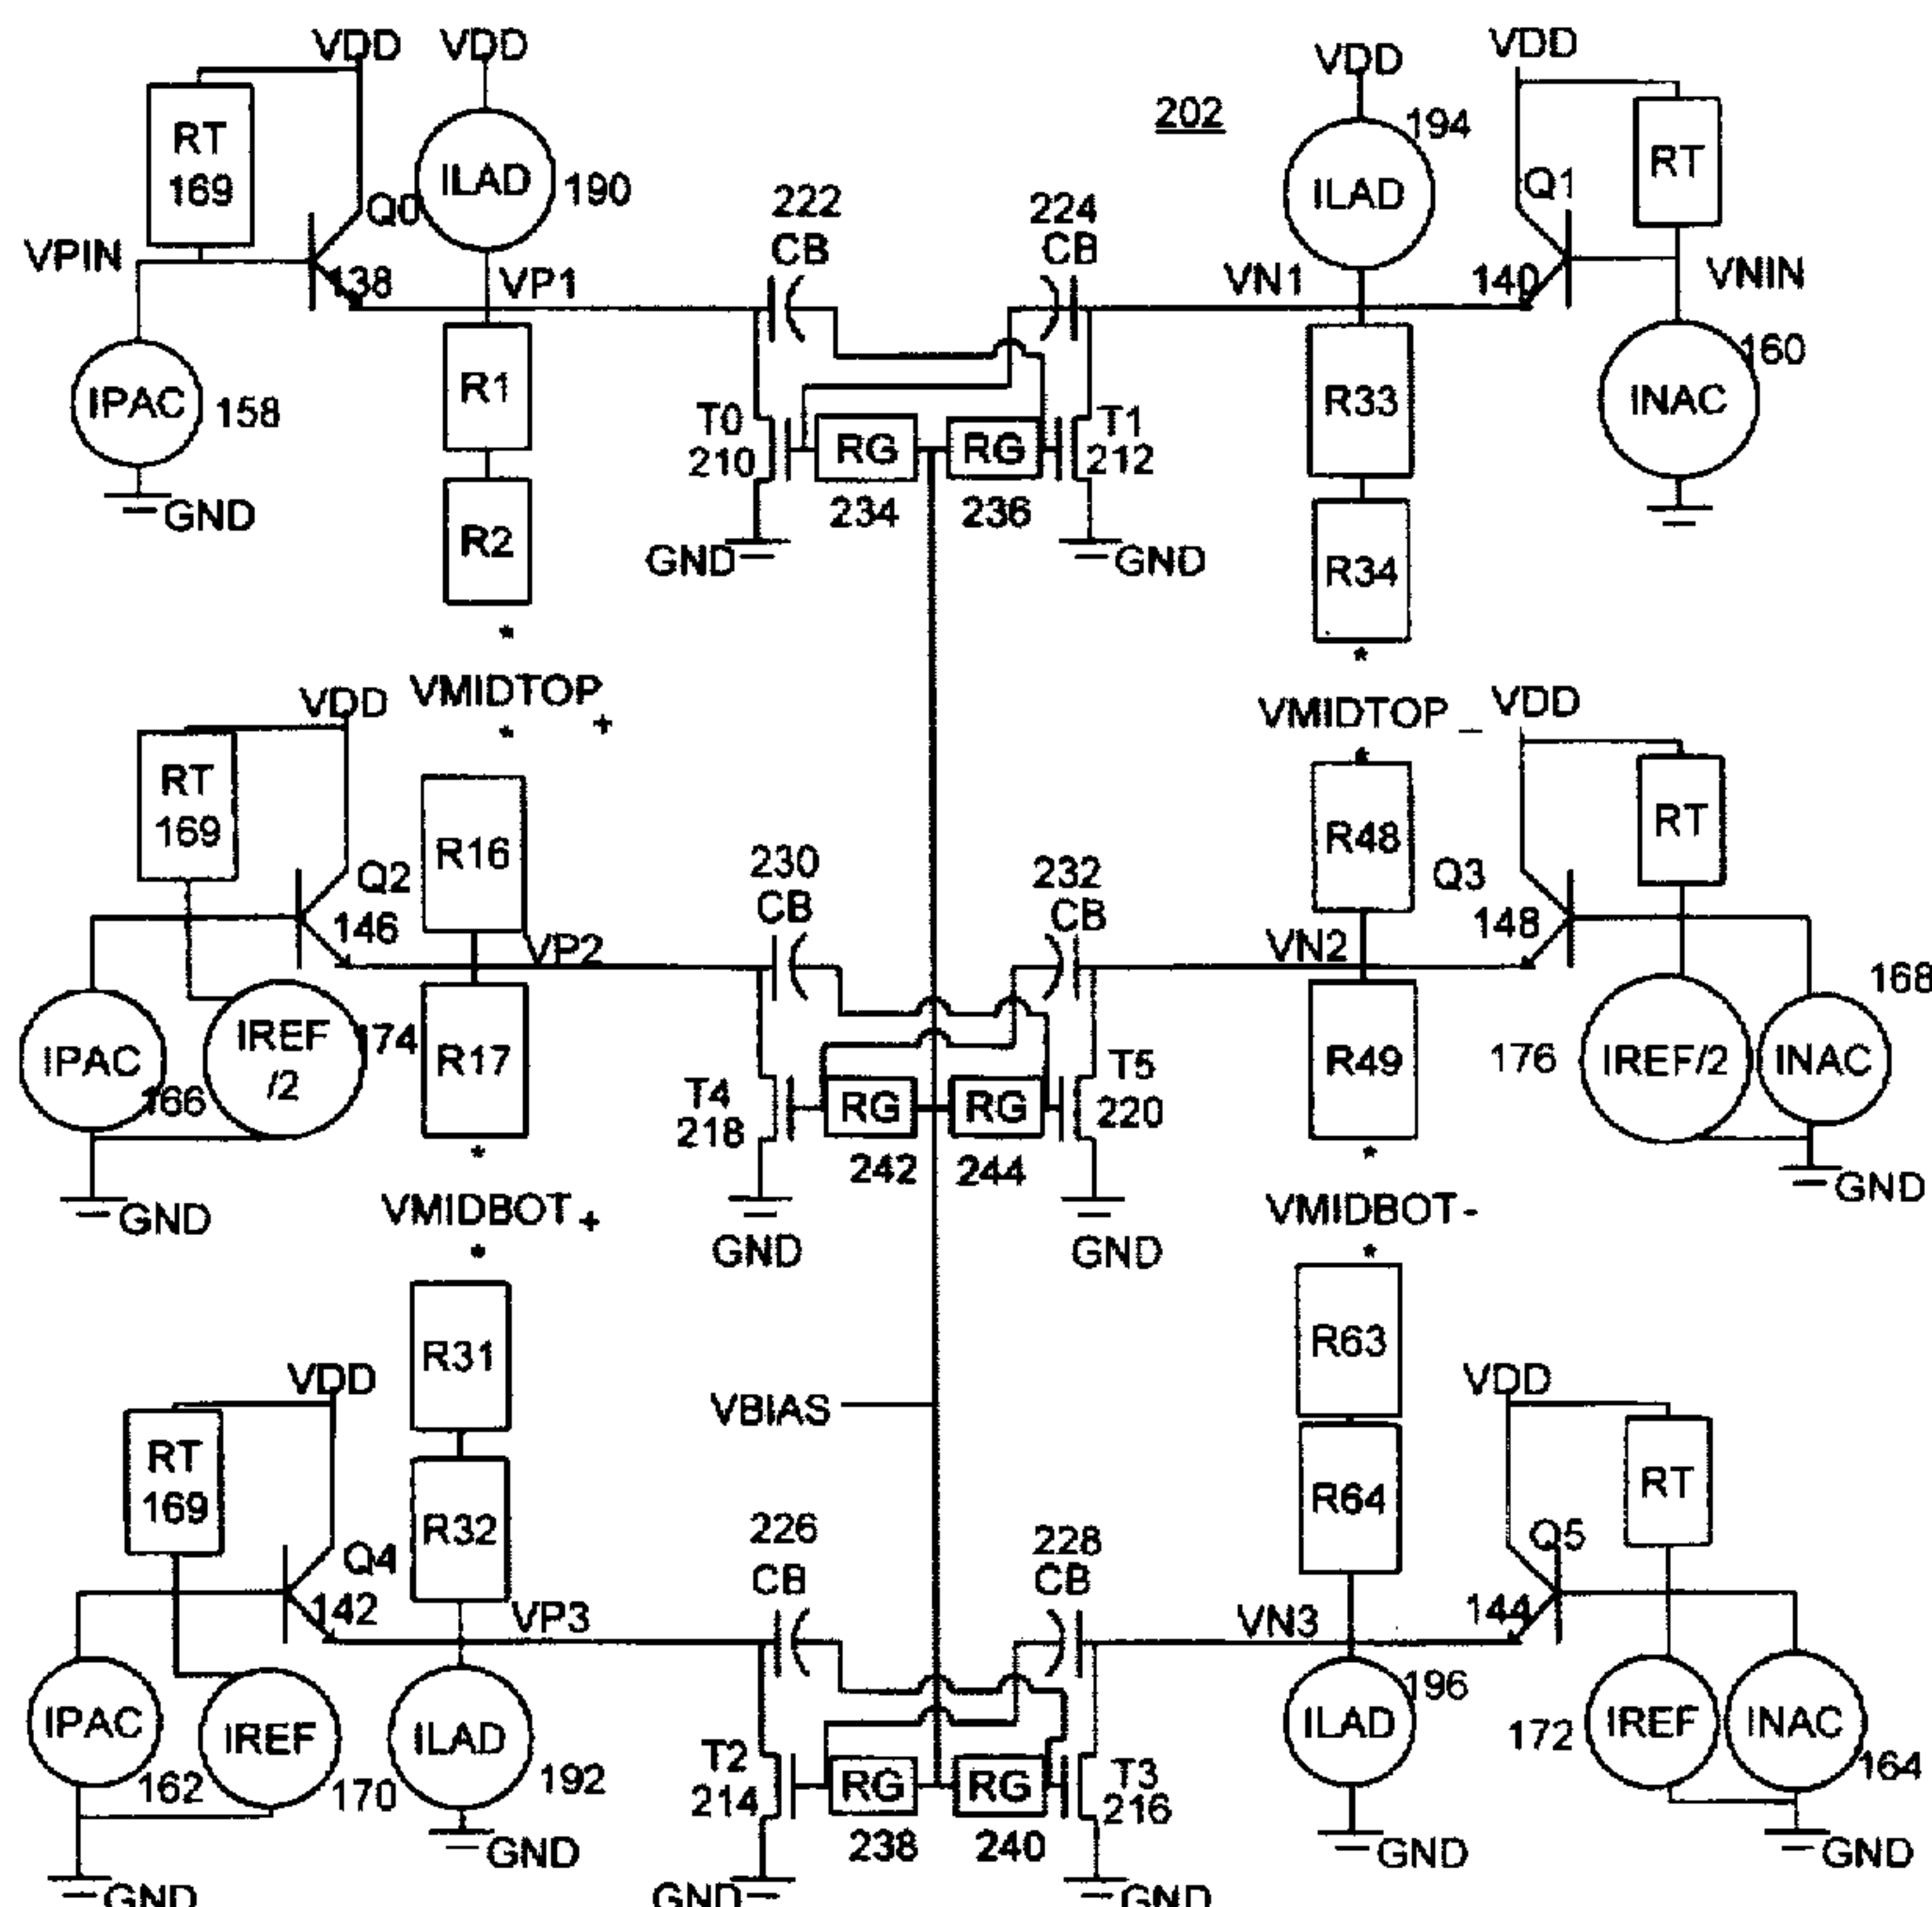 VDD VDD 202 VDD VDD
RT 169 Q0 ILAD 190 222 CB 224 CB ILAD 194 Q1 RT
VPIN 138 VP1 VN1 140 VNIN
IPAC 158 R1 T0 210 RG RG T1 212 R33 INAC 160
234 236
GND R2 GND GND R34
*
*
VMIDTOP+
*
VMIDTOP_
*
VDD VDD
RT 169 Q2 146 R16 230 CB 232 CB R48 Q3 148 RT
VP2 VN2
IPAC 166 IREF /2 174 R17 T4 218 RG RG T5 220 R49 176 IREF/2 INAC 168
242 244
*
*
GND GND GND GND
VMIDBOT+
*
VMIDBOT-
*
R31 R63
VDD VBIAS VDD
RT 169 Q4 142 R32 226 CB 228 CB R64 Q5 144 RT
VP3 VN3
IPAC 162 IREF 170 ILAD 192 T2 214 RG RG T3 216 ILAD 196 172 IREF INAC 164
238 240
GND GND GND GND GND GND